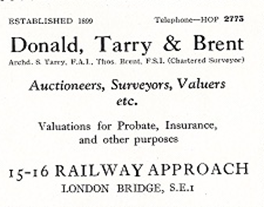 ESTABLISHED 1899 Telephone—HOP 2773
Donald, Tarry & Brent
Archd. S. Tarry, F.A.I., Thos. Brent, F.S.I. (Chartered Surveyor)
Auctioneers, Surveyors, Valuers
etc.
Valuations for Probate, Insurance,
and other purposes
15-16 RAILWAY APPROACH
LONDON BRIDGE, S.E.1